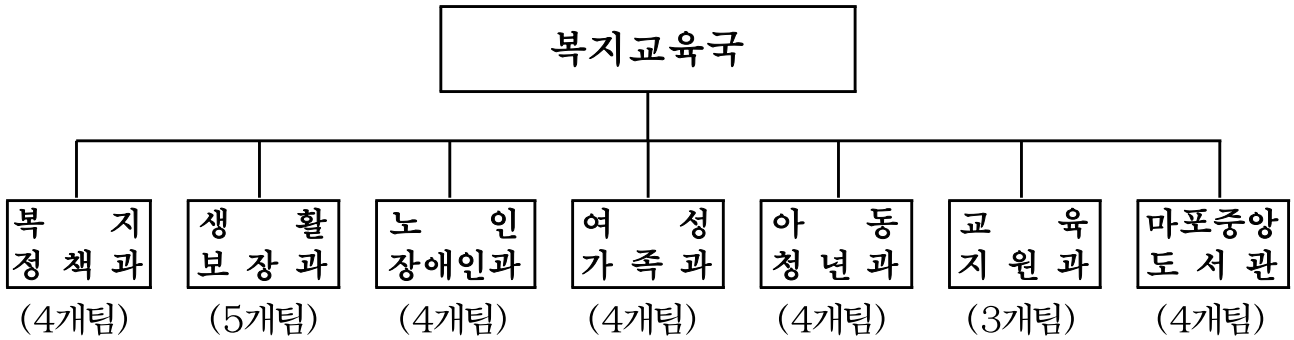 복지교육국
복지
정책과
(4개팀)
생활
보장과
(5개팀)
노인
장애인과
(4개팀)
여성
가족과
(4개팀)
아동
청년과
(4개팀)
교육
지원과
(3개팀)
마포중앙
도서관
(4개팀)